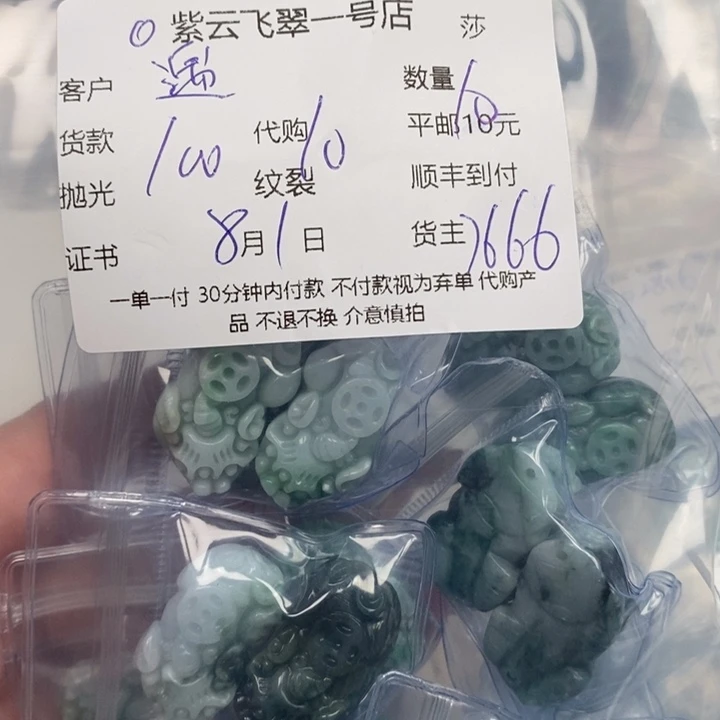 紫云飞翠一号店 莎
客户 数量 10
货款 100 代购 10 平邮10元
抛光 纹裂 顺丰到付
证书 8月1日 货主 666
一单一付 30分钟内付款 不付款视为弃单 代购产
品 不退不换 介意慎拍